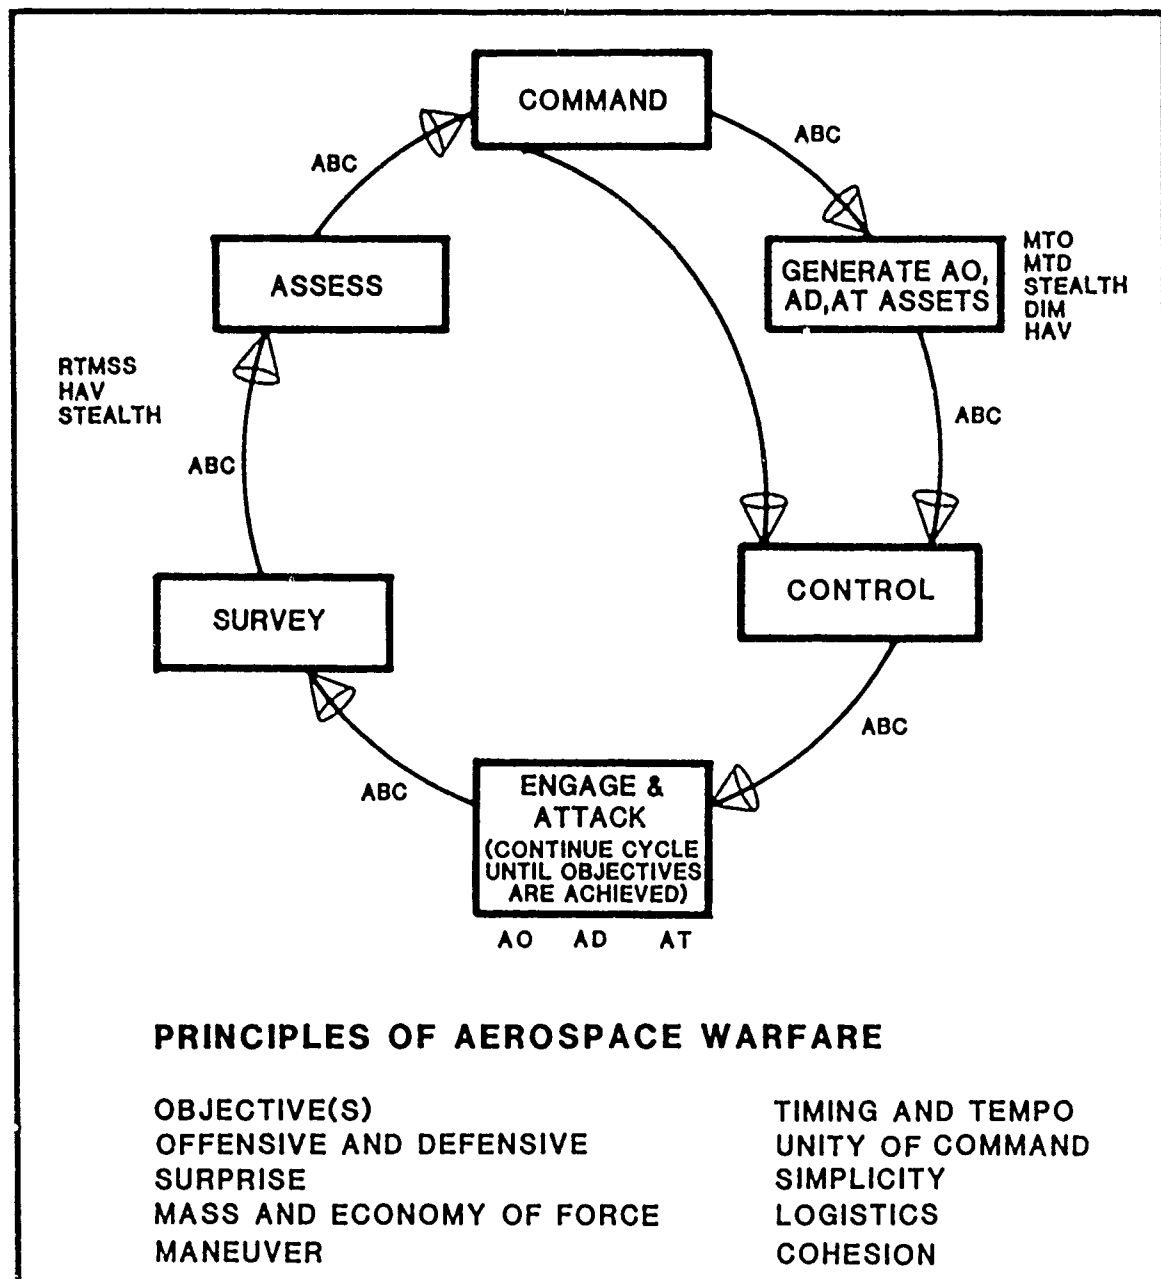 COMMAND
ABC
ABC
ASSESS
GENERATE AO,
AD,AT ASSETS
MTO
MTD
STEALTH
DIM
HAV
RTMSS
HAV
STEALTH
ABC
ABC
SURVEY
CONTROL
ABC
ABC
ENGAGE &
ATTACK
(CONTINUE CYCLE
UNTIL OBJECTIVES
ARE ACHIEVED)
AO AD AT
PRINCIPLES OF AEROSPACE WARFARE
OBJECTIVE(S)
OFFENSIVE AND DEFENSIVE
SURPRISE
MASS AND ECONOMY OF FORCE
MANEUVER
TIMING AND TEMPO
UNITY OF COMMAND
SIMPLICITY
LOGISTICS
COHESION